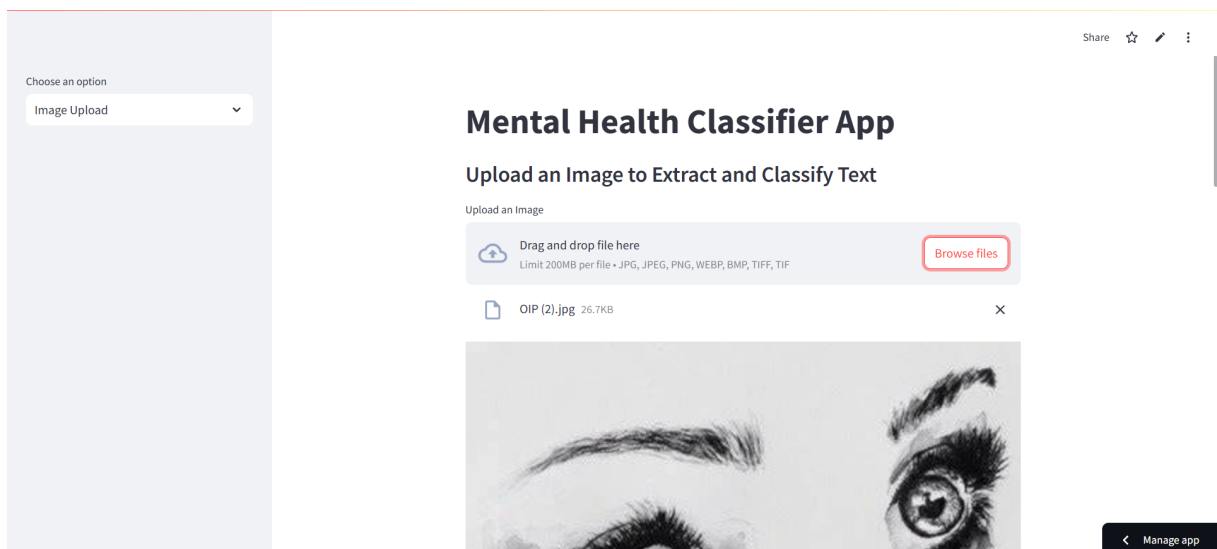 Share
Choose an option
Image Upload
Mental Health Classifier App
Upload an Image to Extract and Classify Text
Upload an Image
Drag and drop file here
Limit 200MB per file • JPG, JPEG, PNG, WEBP, BMP, TIFF, TIF
Browse files
OIP (2).jpg 26.7KB
Manage app